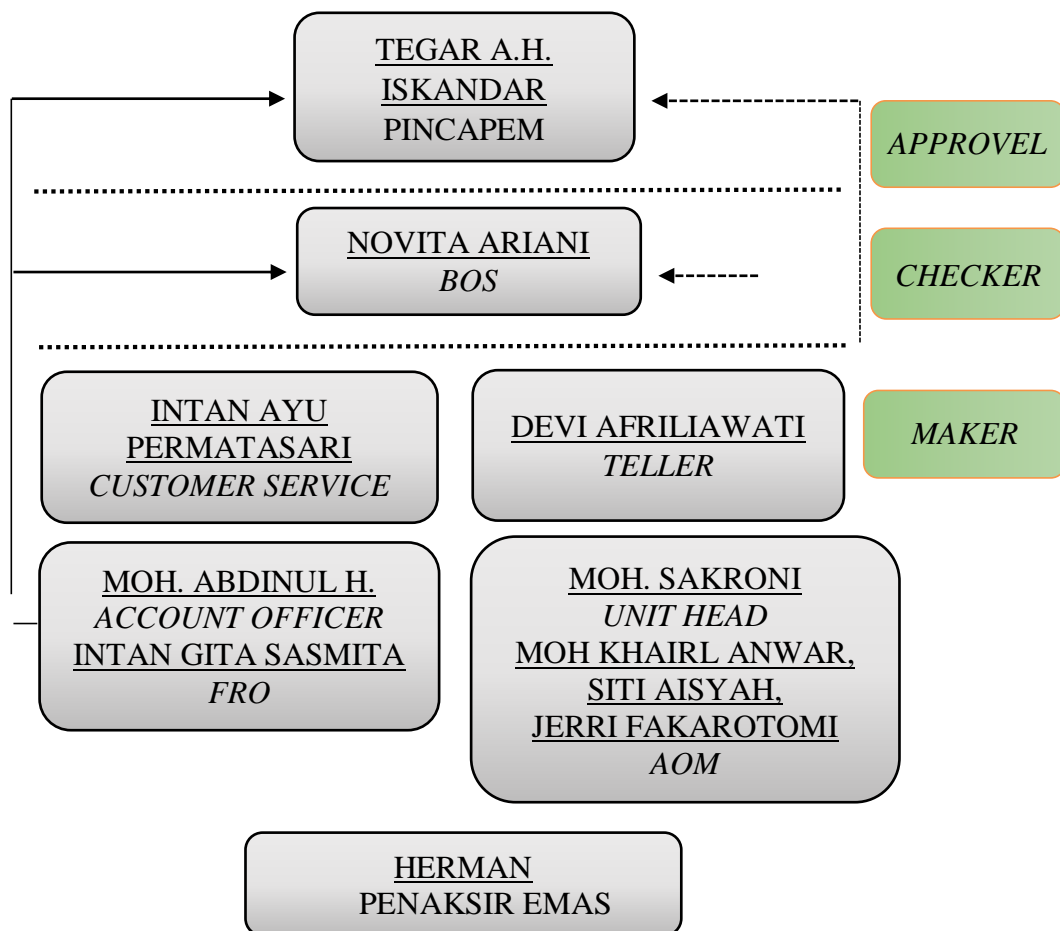 TEGAR A.H.
ISKANDAR
PINCAPEM
APPROVEL
NOVITA ARIANI
BOS
CHECKER
INTAN AYU
PERMATASARI
CUSTOMER SERVICE
DEVI AFRILIAWATI
TELLER
MAKER
MOH. ABDINUL H.
ACCOUNT OFFICER
INTAN GITA SASMITA
FRO
MOH. SAKRONI
UNIT HEAD
MOH KHAIRL ANWAR,
SITI AISYAH,
JERRI FAKAROTOMI
AOM
HERMAN
PENAKSIR EMAS